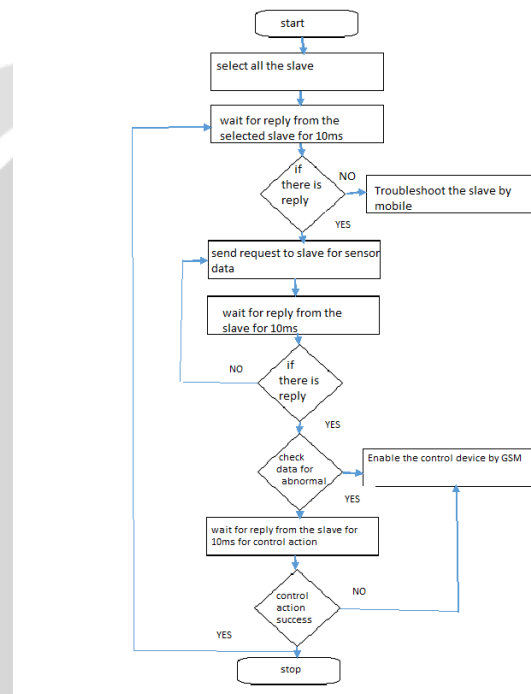 start
select all the slave
wait for reply from the
selected slave for 10ms
if
there is
reply
NO
Troubleshoot the slave by
mobile
YES
send request to slave for sensor
data
wait for reply from the
slave for 10ms
if
there is
reply
NO
YES
check
data for
abnormal
Enable the control device by GSM
YES
wait for reply from the slave for
10ms for control action
control
action
success
NO
YES
stop